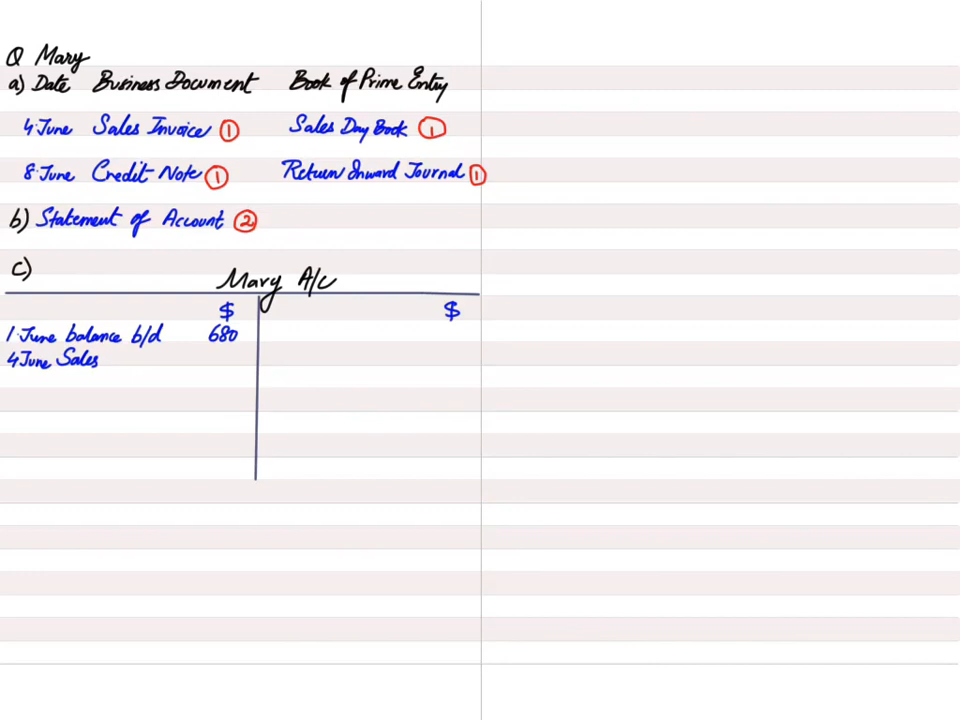 Q Mary
a) Date Business Document Book of Prime Entry
4 June Sales Invoice 1 Sales Day Book 1
8 June Credit Note 1 Return Inward Journal 1
b) Statement of Account 2
c) Mary A/c
$ $
1 June balance b/d 680
4 June Sales